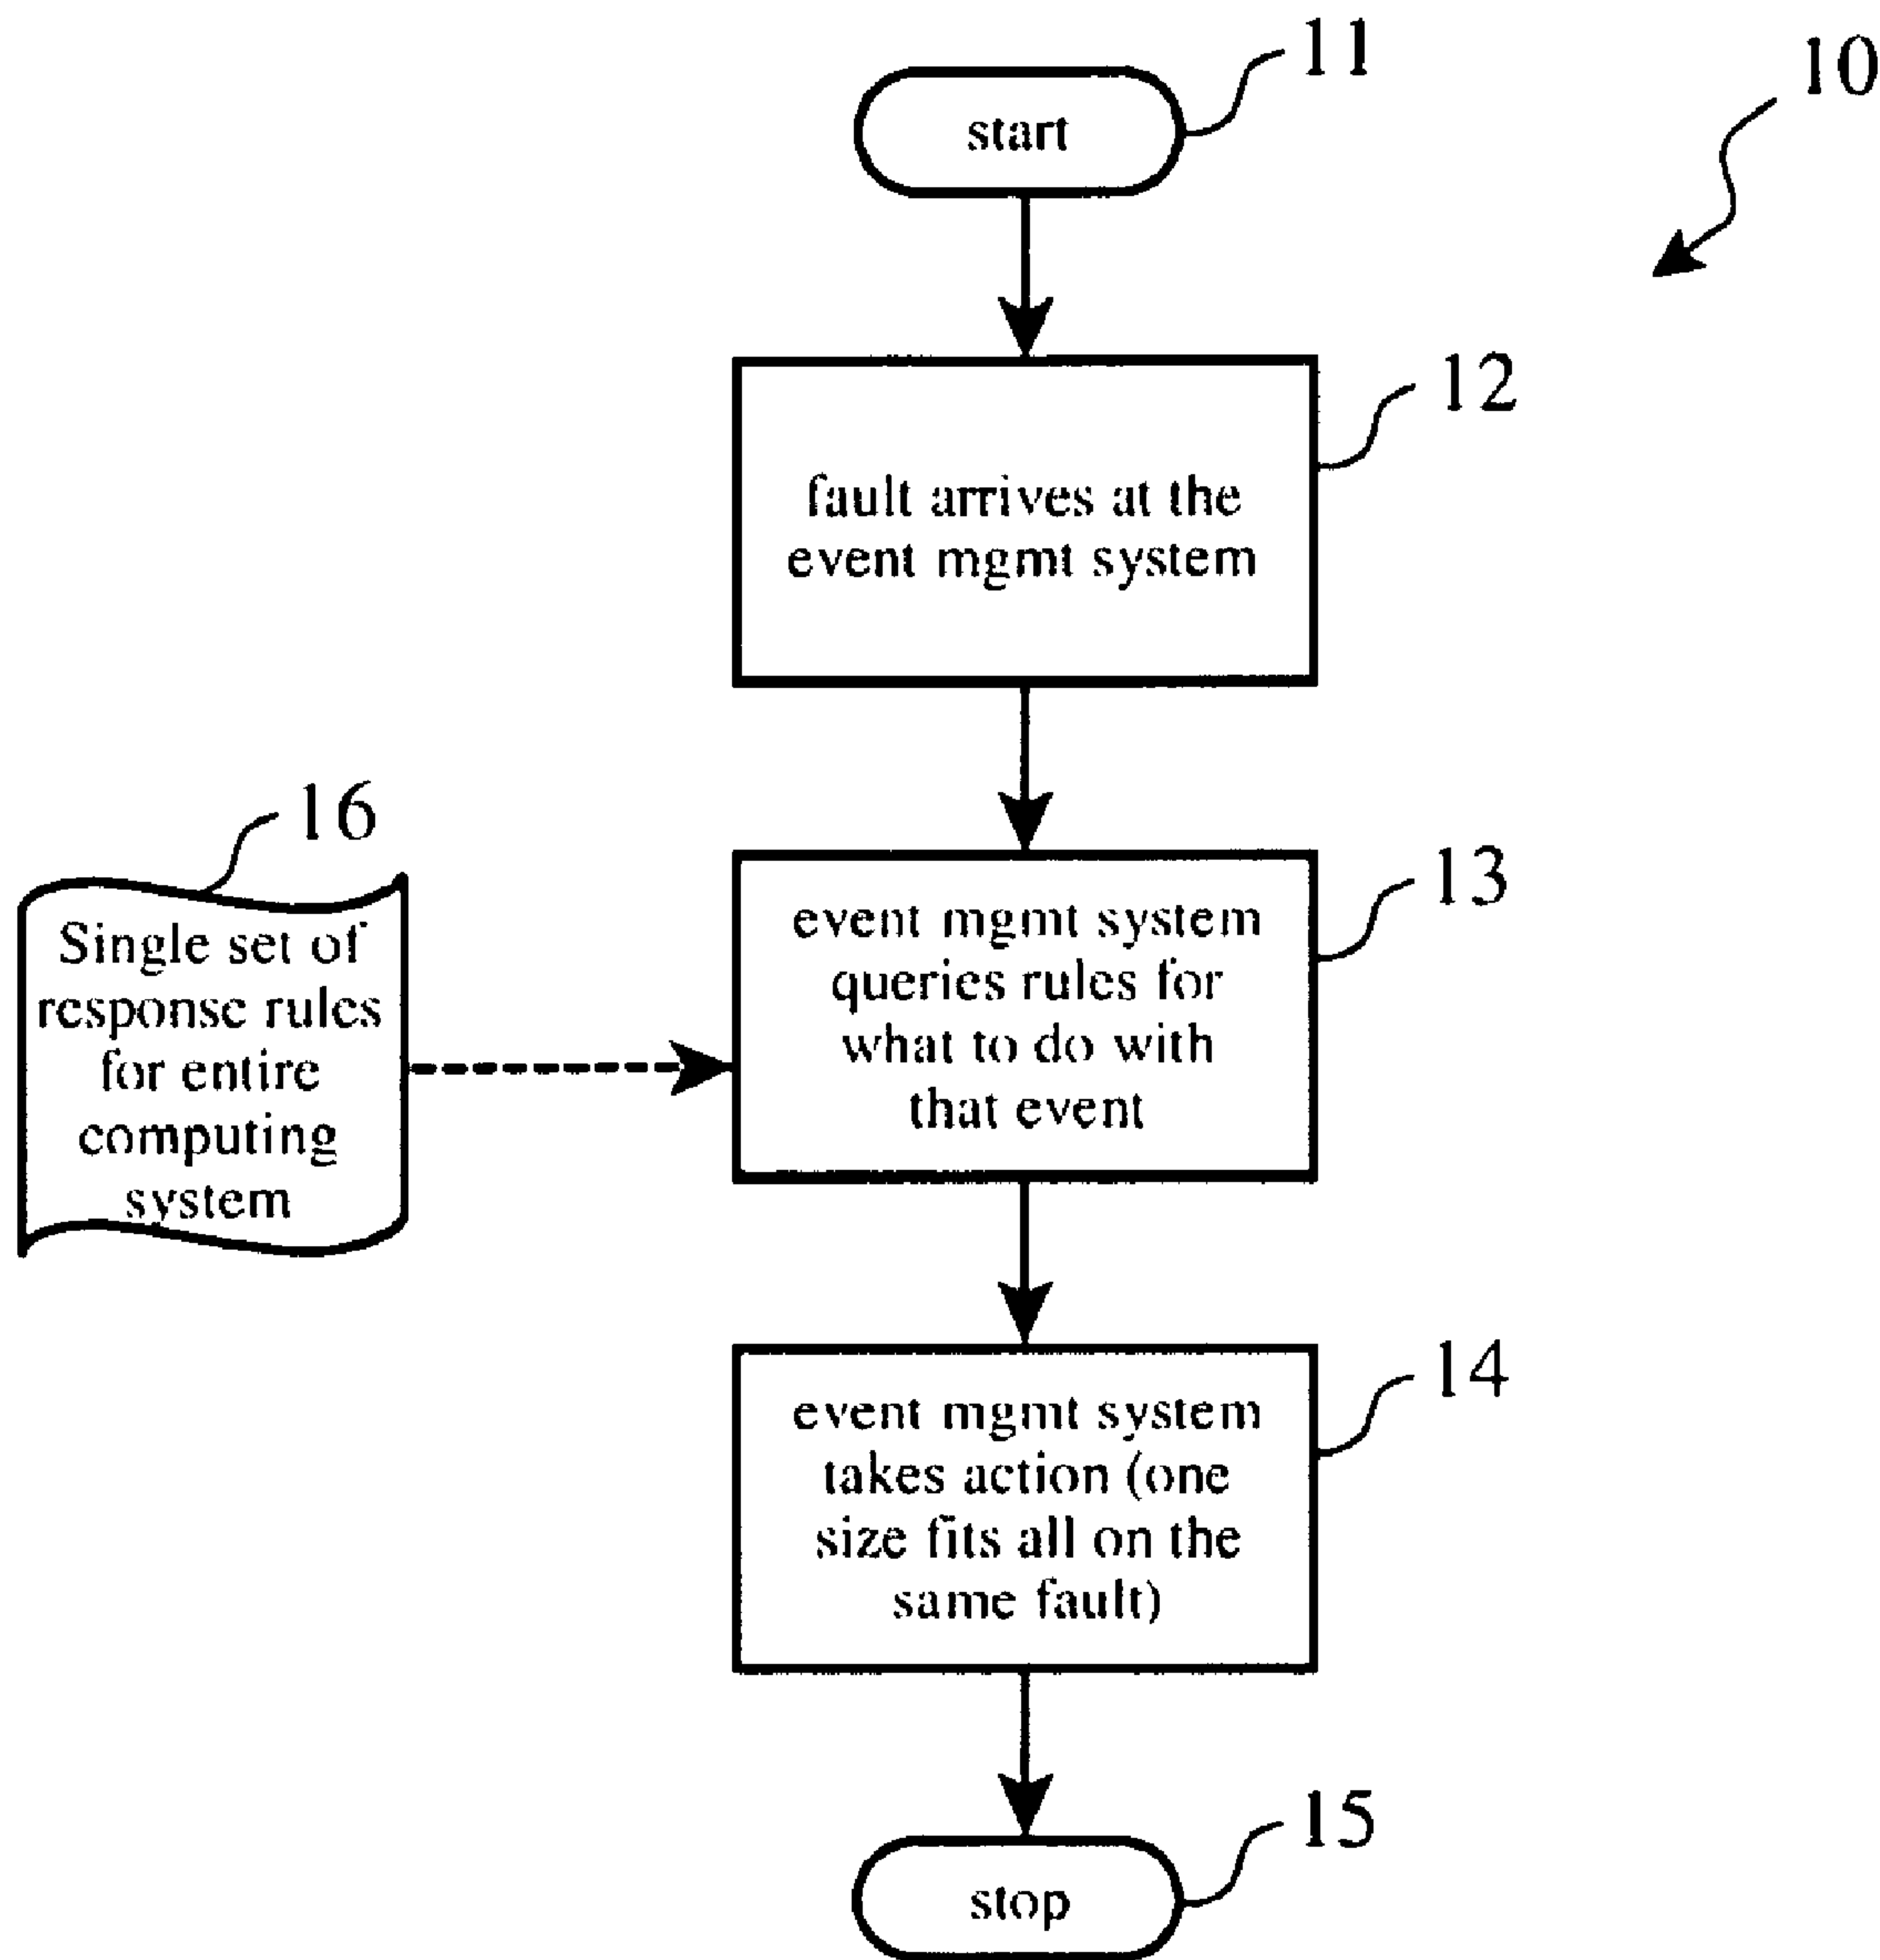 11
10
start
12
fault arrives at the
event mgmt system
16
Single set of
response rules
for entire
computing
system
13
event mgmt system
queries rules for
what to do with
that event
14
event mgmt system
takes action (one
size fits all on the
same fault)
15
stop